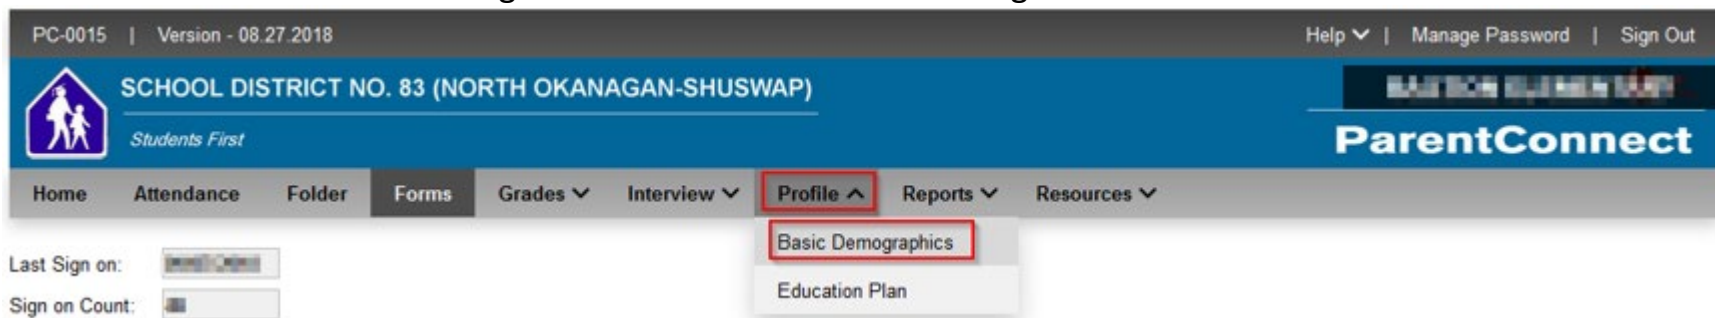 PC-0015 | Version - 08.27.2018 Help | Manage Password | Sign Out
SCHOOL DISTRICT NO. 83 (NORTH OKANAGAN-SHUSWAP)
Students First
ParentConnect
Home Attendance Folder Forms Grades Interview Profile Reports Resources
Basic Demographics
Education Plan
Last Sign on:
Sign on Count: